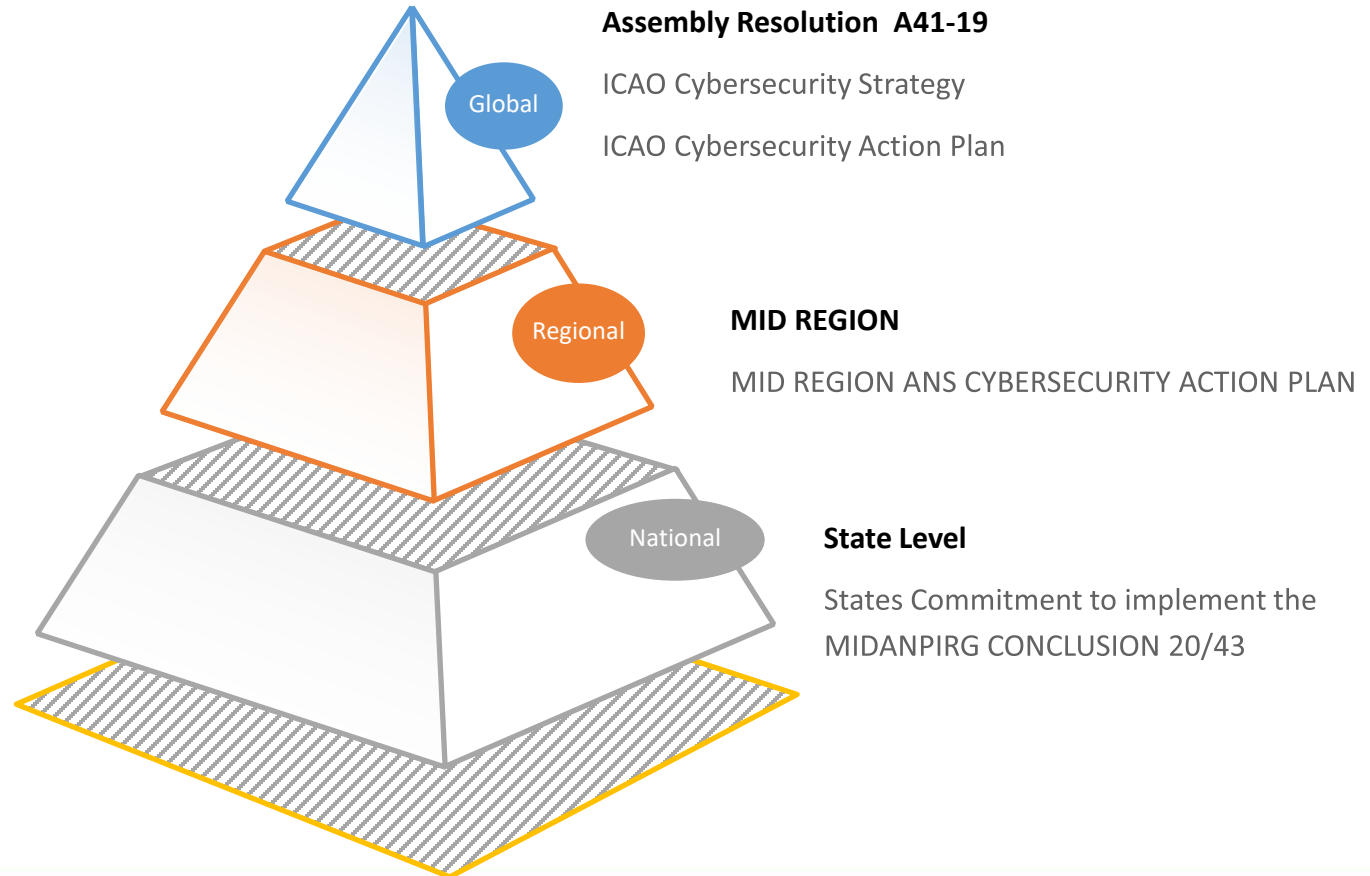 Assembly Resolution A41-19
Global
ICAO Cybersecurity Strategy
ICAO Cybersecurity Action Plan
Regional
MID REGION
MID REGION ANS CYBERSECURITY ACTION PLAN
National
State Level
States Commitment to implement the
MIDANPIRG CONCLUSION 20/43